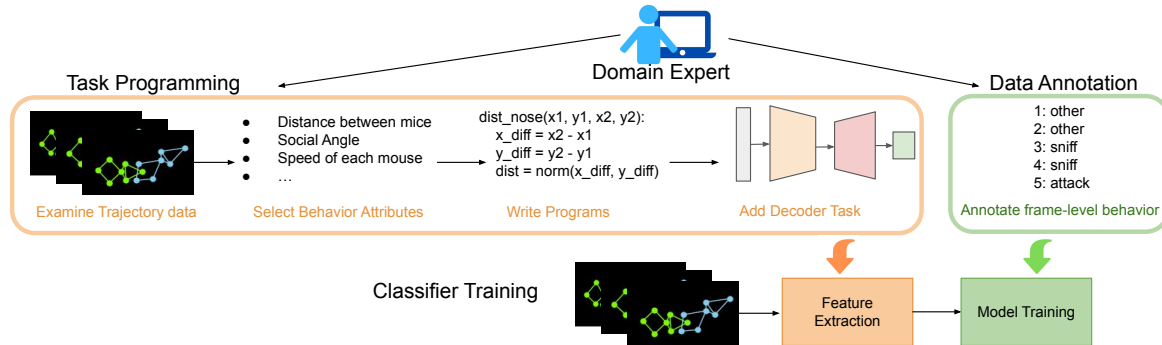 Domain Expert
Task Programming
Data Annotation
● Distance between mice
● Social Angle
● Speed of each mouse
● ...
dist_nose(x1, y1, x2, y2):
x_diff = x2 - x1
y_diff = y2 - y1
dist = norm(x_diff, y_diff)
1: other
2: other
3: sniff
4: sniff
5: attack
Examine Trajectory data
Select Behavior Attributes
Write Programs
Add Decoder Task
Annotate frame-level behavior
Classifier Training
Feature
Extraction
Model Training